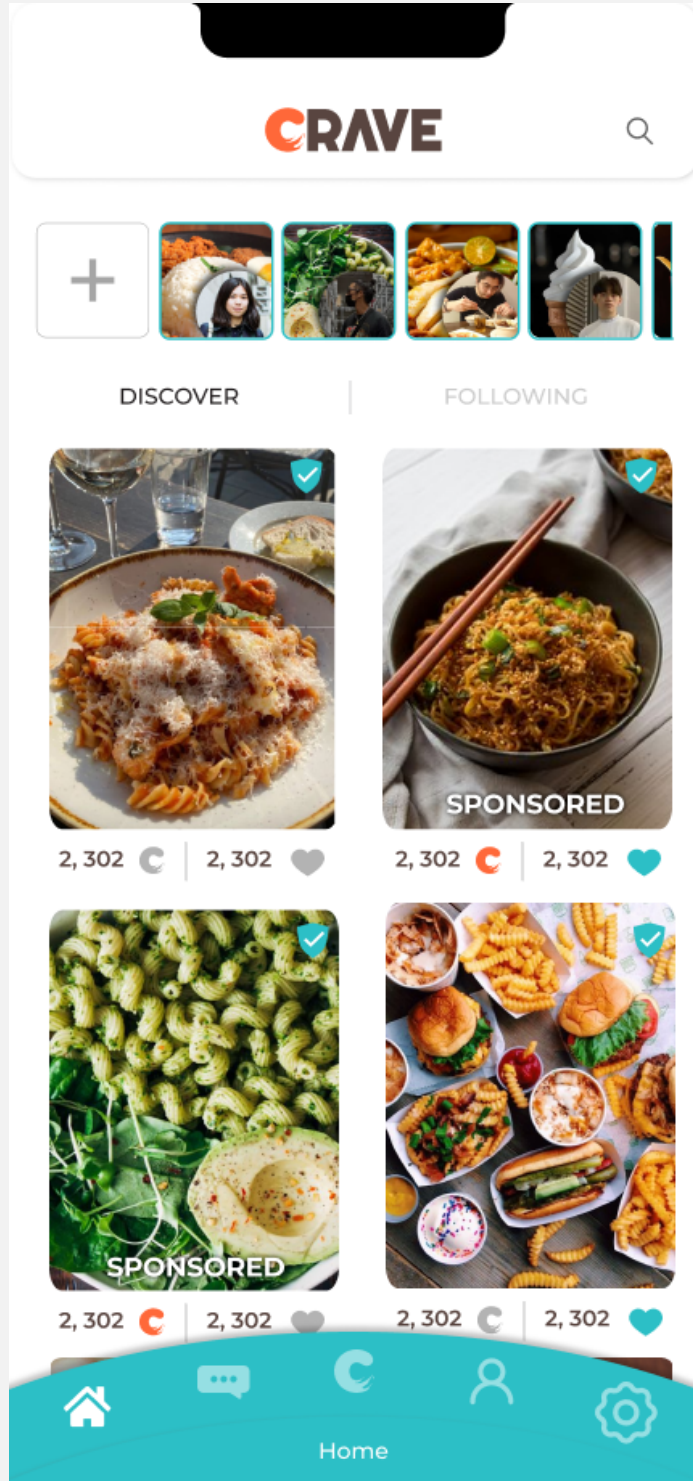 CRAVE
DISCOVER
FOLLOWING
SPONSORED
2, 302
2, 302
2, 302
2, 302
SPONSORED
2, 302
2, 302
2, 302
2, 302
Home